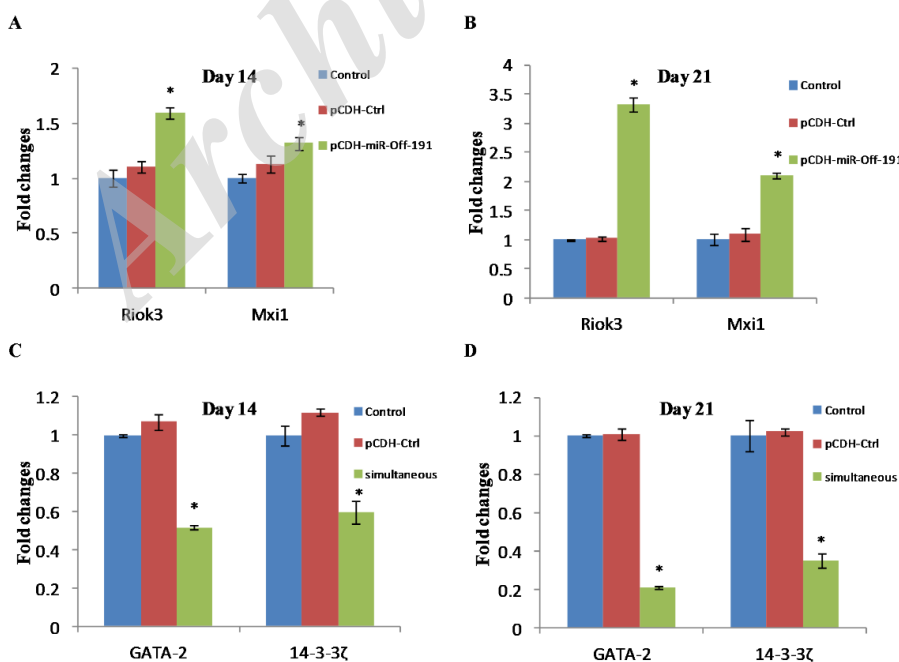 A
Day 14
Fold changes
2
1.5
1
0.5
0
*
*
Riok3
Mxi1
Control
pCDH-Ctrl
pCDH-miR-Off-191
B
Day 21
Fold changes
4
3.5
3
2.5
2
1.5
1
0.5
0
*
*
Riok3
Mxi1
Control
pCDH-Ctrl
pCDH-miR-Off-191
C
Day 14
Fold changes
1.2
1
0.8
0.6
0.4
0.2
0
*
*
GATA-2
14-3-3ζ
Control
pCDH-Ctrl
simultaneous
D
Day 21
Fold changes
1.2
1
0.8
0.6
0.4
0.2
0
*
*
GATA-2
14-3-3ζ
Control
pCDH-Ctrl
simultaneous